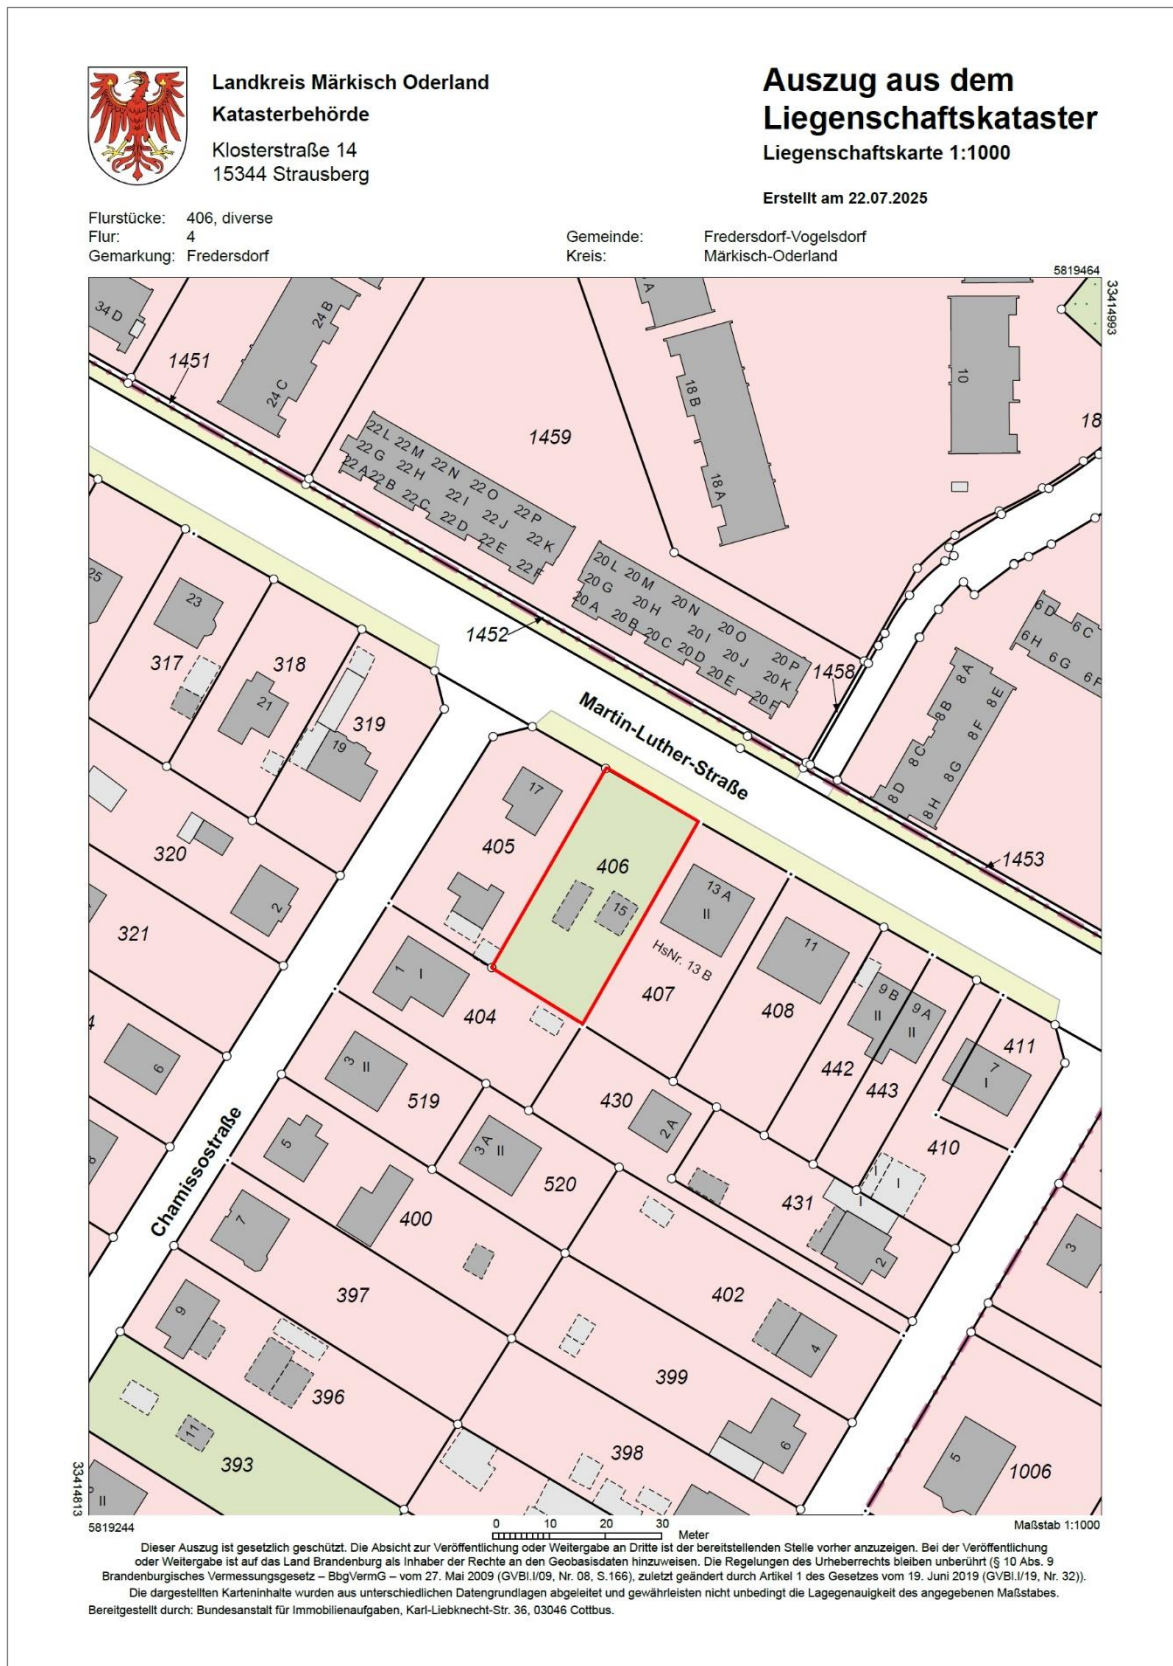 Landkreis Märkisch Oderland
Katasterbehörde
Klosterstraße 14
15344 Strausberg
Auszug aus dem
Liegenschaftskataster
Liegenschaftskarte 1:1000
Erstellt am 22.07.2025
Flurstücke: 406, diverse
Flur: 4
Gemarkung: Fredersdorf
Gemeinde: Fredersdorf-Vogelsdorf
Kreis: Märkisch-Oderland
5819464
33414993
34 D
24 B
A
1451
24 C
18 B
10
1459
18
22 L 22 M 22 N 22 O 22 P
22 G 22 H 22 I 22 J 22 K
22 A 22 B 22 C 22 D 22 E 22 F
18 A
20 L 20 M 20 N 20 O 20 P
20 G 20 H 20 I 20 J 20 K
20 A 20 B 20 C 20 D 20 E 20 F
25
23
1452
6 D 6 C
6 H 6 G 6 F
317
318
21
319
19
1458
8 A 8 E
8 B 8 F
8 C 8 G
8 D 8 H
Martin-Luther-Straße
17
405
406
15
320
2
321
13 A
II
HsNr. 13 B
407
11
408
1453
1
I
404
9 B
II
9 A
II
442
443
411
7
I
410
4
6
3
II
519
430
2 A
5
3 A
II
520
431
I
I
I
2
8
Chamissostraße
7
400
397
402
4
3
9
396
399
6
11
393
398
5
1006
II
33414813
5819244
0 10 20 30
Meter
Maßstab 1:1000
Dieser Auszug ist gesetzlich geschützt. Die Absicht zur Veröffentlichung oder Weitergabe an Dritte ist der bereitstellenden Stelle vorher anzuzeigen. Bei der Veröffentlichung
oder Weitergabe ist auf das Land Brandenburg als Inhaber der Rechte an den Geobasisdaten hinzuweisen. Die Regelungen des Urheberrechts bleiben unberührt (§ 10 Abs. 9
Brandenburgisches Vermessungsgesetz – BbgVermG – vom 27. Mai 2009 (GVBl.I/09, Nr. 08, S.166), zuletzt geändert durch Artikel 1 des Gesetzes vom 19. Juni 2019 (GVBl.I/19, Nr. 32)).
Die dargestellten Karteninhalte wurden aus unterschiedlichen Datengrundlagen abgeleitet und gewährleisten nicht unbedingt die Lagegenauigkeit des angegebenen Maßstabes.
Bereitgestellt durch: Bundesanstalt für Immobilienaufgaben, Karl-Liebknecht-Str. 36, 03046 Cottbus.